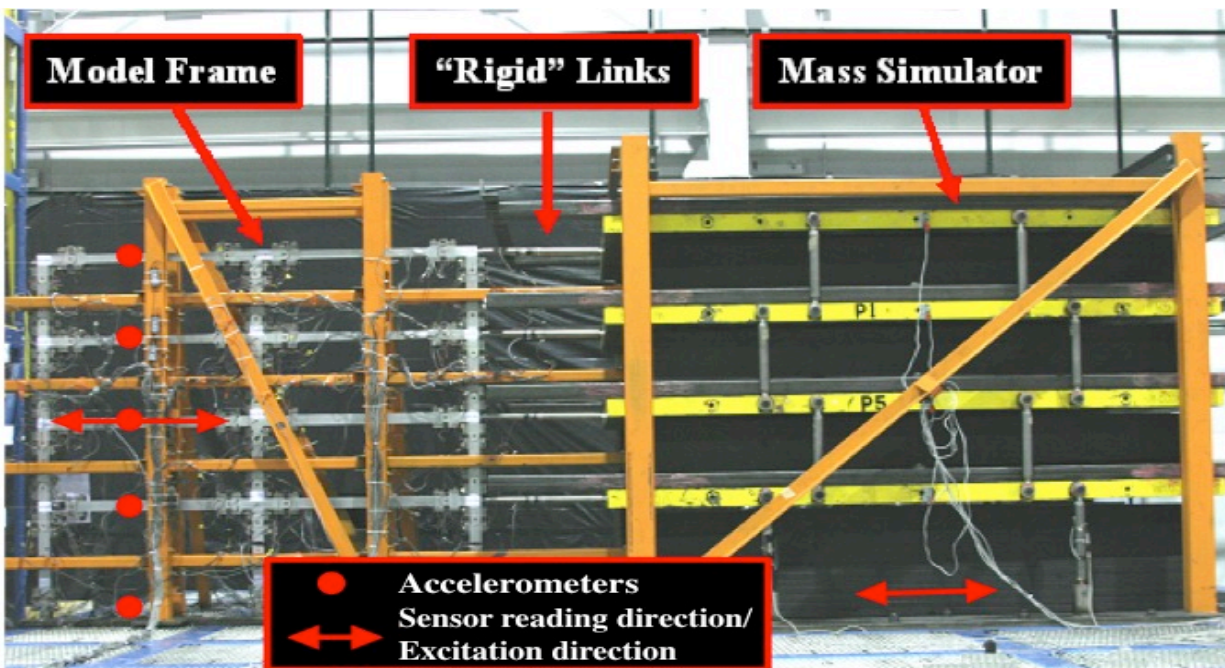 Model Frame
“Rigid” Links
Mass Simulator
P1
P5
Accelerometers
Sensor reading direction/
Excitation direction